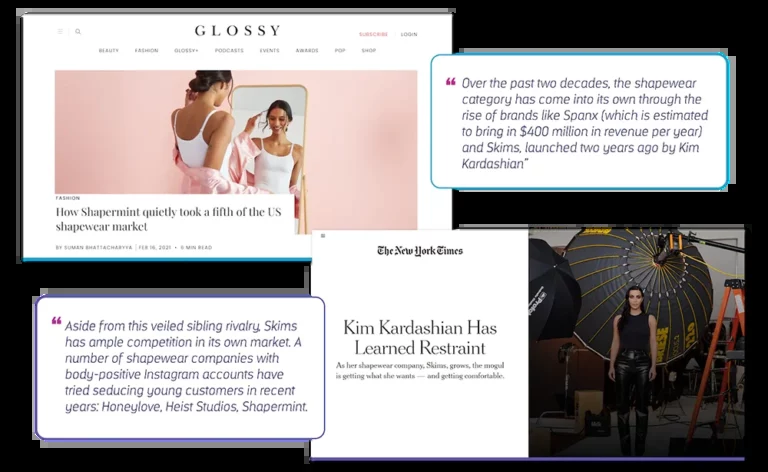 GLOSSY
SUBSCRIBE
LOGIN
BEAUTY FASHION GLOSSY+ PODCASTS EVENTS AWARDS POP SHOP
FASHION
How Shapermint quietly took a fifth of the US
shapewear market
BY SUMAN BHATTACHARYYA | FEB 16, 2021 • 6 MIN READ
“ Over the past two decades, the shapewear
category has come into its own through the
rise of brands like Spanx (which is estimated
to bring in $400 million in revenue per year)
and Skims, launched two years ago by Kim
Kardashian”
“ Aside from this veiled sibling rivalry, Skims
has ample competition in its own market. A
number of shapewear companies with
body-positive Instagram accounts have
tried seducing young customers in recent
years: Honeylove, Heist Studios, Shapermint.
The New York Times
Kim Kardashian Has
Learned Restraint
As her shapewear company, Skims, grows, the mogul
is getting what she wants — and getting comfortable.